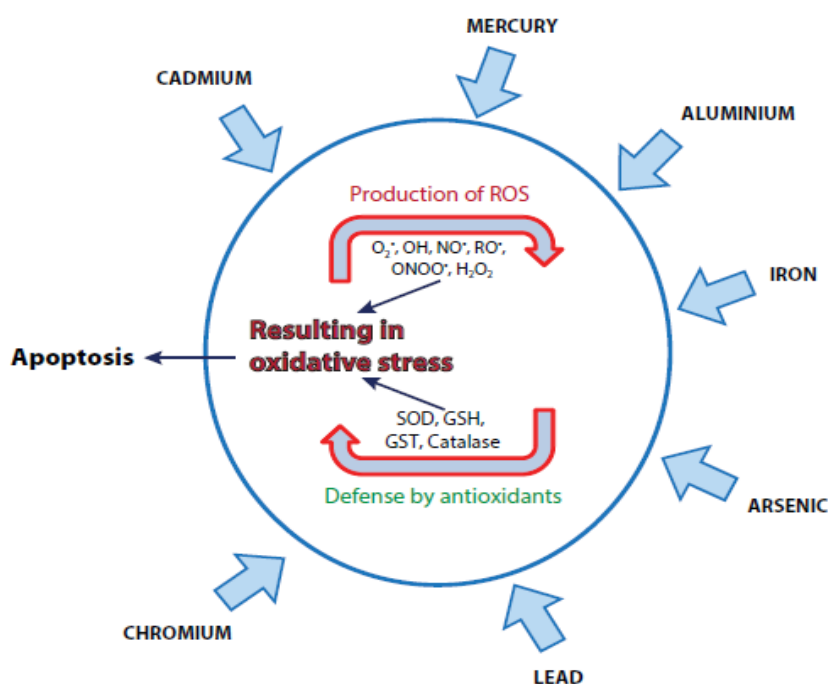 MERCURY
CADMIUM
ALUMINIUM
Production of ROS
O₂•, OH, NO•, RO•,
ONOO•, H₂O₂
IRON
Resulting in
oxidative stress
Apoptosis
SOD, GSH,
GST, Catalase
Defense by antioxidants
ARSENIC
CHROMIUM
LEAD